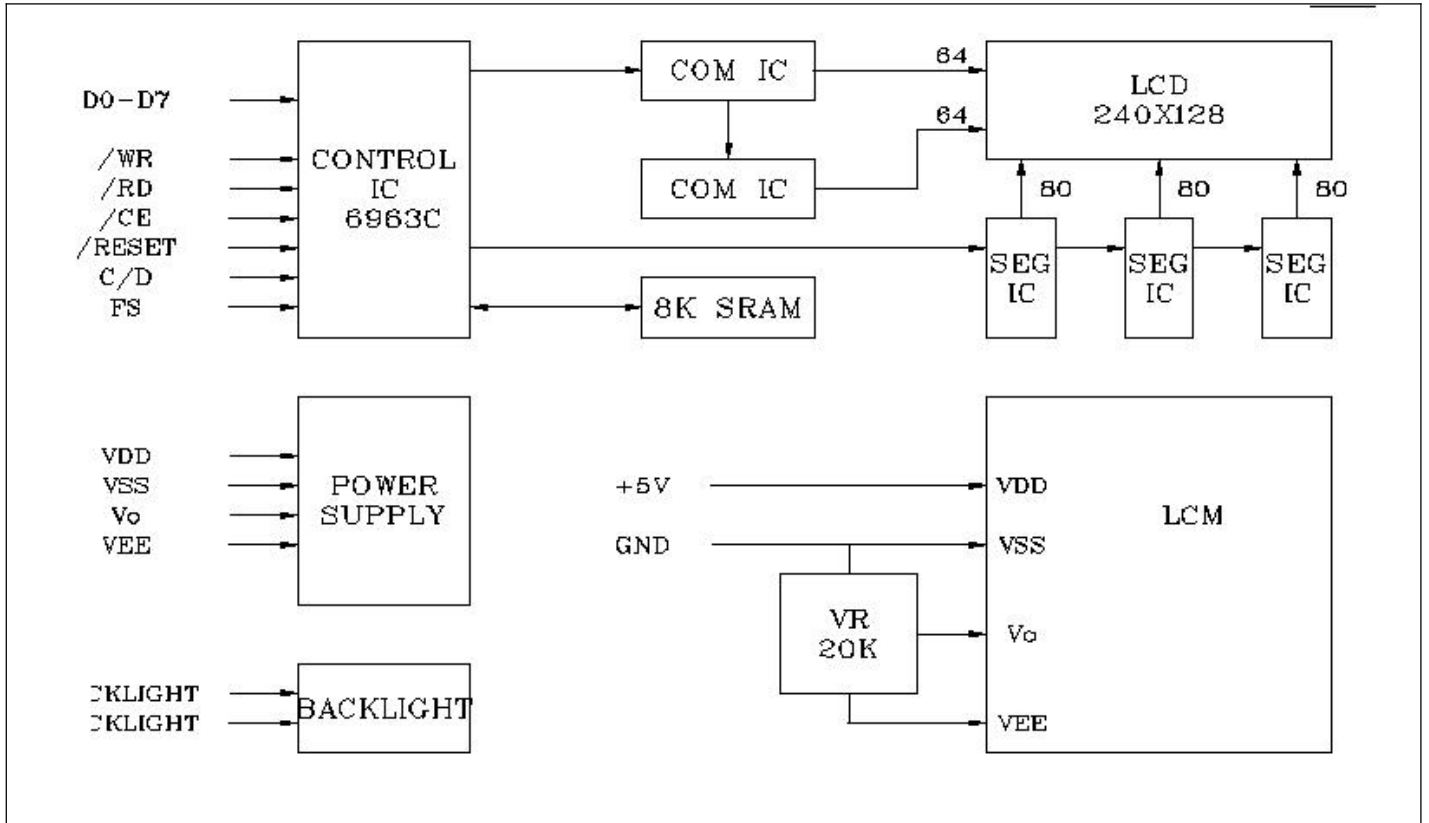 D0-D7
/WR
/RD
/CE
/RESET
C/D
FS
CONTROL
IC
6963C
COM IC
COM IC
8K SRAM
64
64
LCD
240X128
80
80
80
SEG
IC
SEG
IC
SEG
IC
VDD
VSS
Vo
VEE
POWER
SUPPLY
+5V
GND
VR
20K
VDD
VSS
Vo
VEE
LCM
CKLIGHT
CKLIGHT
BACKLIGHT